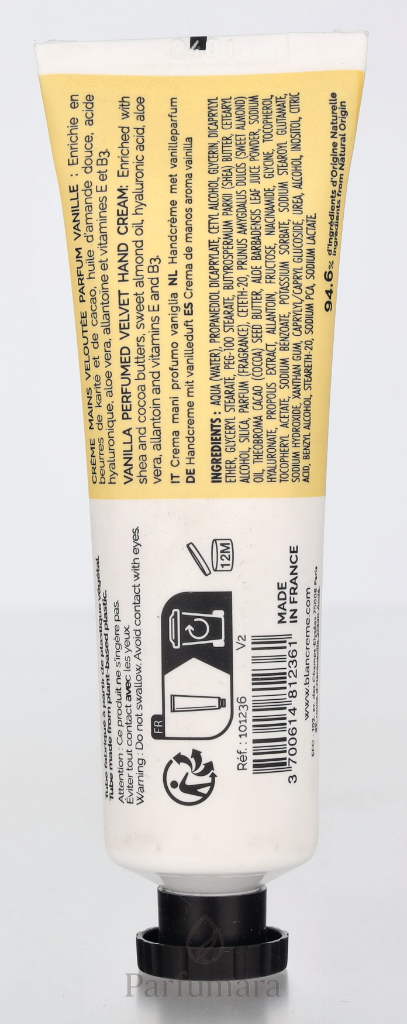 CRÈME MAINS VELOUTÉE PARFUM VANILLE : Enrichie en
beurres de karité et de cacao, huile d'amande douce, acide
hyaluronique, aloe vera, allantoïne et vitamines E et B3.
VANILLA PERFUMED VELVET HAND CREAM: Enriched with
shea and cocoa butters, sweet almond oil, hyaluronic acid, aloe
vera, allantoin and vitamins E and B3.
IT Crema mani profumo vaniglia NL Handcrème met vanilleparfum
DE Handcreme mit vanilleduft ES Crema de manos aroma vainilla
INGREDIENTS : AQUA (WATER), PROPANEDIOL DICAPRYLATE, CETYL ALCOHOL, GLYCERIN, DICAPRYLYL
ETHER, GLYCERYL STEARATE, PEG-100 STEARATE, BUTYROSPERMUM PARKII (SHEA) BUTTER, CETEARYL
ALCOHOL, SILICA, PARFUM (FRAGRANCE), CETETH-20, PRUNUS AMYGDALUS DULCIS (SWEET ALMOND)
OIL, THEOBROMA CACAO (COCOA) SEED BUTTER, ALOE BARBADENSIS LEAF JUICE POWDER, SODIUM
HYALURONATE, PROPOLIS EXTRACT, ALLANTOIN, FRUCTOSE, NIACINAMIDE, GLYCINE, TOCOPHEROL,
TOCOPHERYL ACETATE, SODIUM BENZOATE, POTASSIUM SORBATE, SODIUM STEAROYL GLUTAMATE,
SODIUM HYDROXIDE, XANTHAN GUM, CAPRYLYL/CAPRYL GLUCOSIDE, UREA, ALCOHOL, INOSITOL, CITRIC
ACID, BENZYL ALCOHOL, STEARETH-20, SODIUM PCA, SODIUM LACTATE.
94.6% d'Ingrédients d'Origine Naturelle
Ingredients from Natural Origin
Tube fabriqué à partir de plastique végétal.
Tube made from plant-based plastic.
Attention : Ce produit ne s'ingère pas.
Éviter tout contact avec les yeux.
Warning : Do not swallow. Avoid contact with eyes.
FR
12M
Réf. : 101236 V2
3 700614 812361
MADE
IN FRANCE
www.blancreme.com
Parfumara